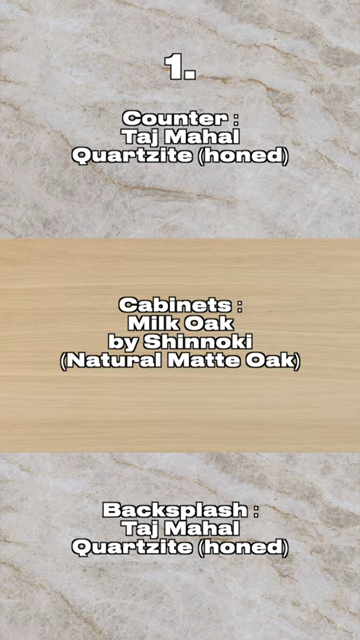 1.
Counter :
Taj Mahal
Quartzite (honed)
Cabinets :
Milk Oak
by Shinnoki
(Natural Matte Oak)
Backsplash :
Taj Mahal
Quartzite (honed)